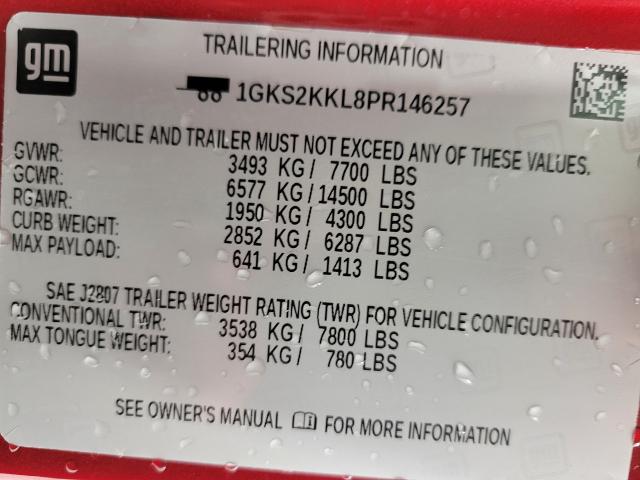 gm
TRAILERING INFORMATION
1GKS2KKL8PR146257
VEHICLE AND TRAILER MUST NOT EXCEED ANY OF THESE VALUES.
GVWR: 3493 KG/ 7700 LBS
GCWR: 6577 KG/14500 LBS
RGAWR: 1950 KG/ 4300 LBS
CURB WEIGHT: 2852 KG/ 6287 LBS
MAX PAYLOAD: 641 KG/ 1413 LBS
SAE J2807 TRAILER WEIGHT RATING (TWR) FOR VEHICLE CONFIGURATION.
CONVENTIONAL TWR: 3538 KG/ 7800 LBS
MAX TONGUE WEIGHT: 354 KG/ 780 LBS
SEE OWNER'S MANUAL FOR MORE INFORMATION